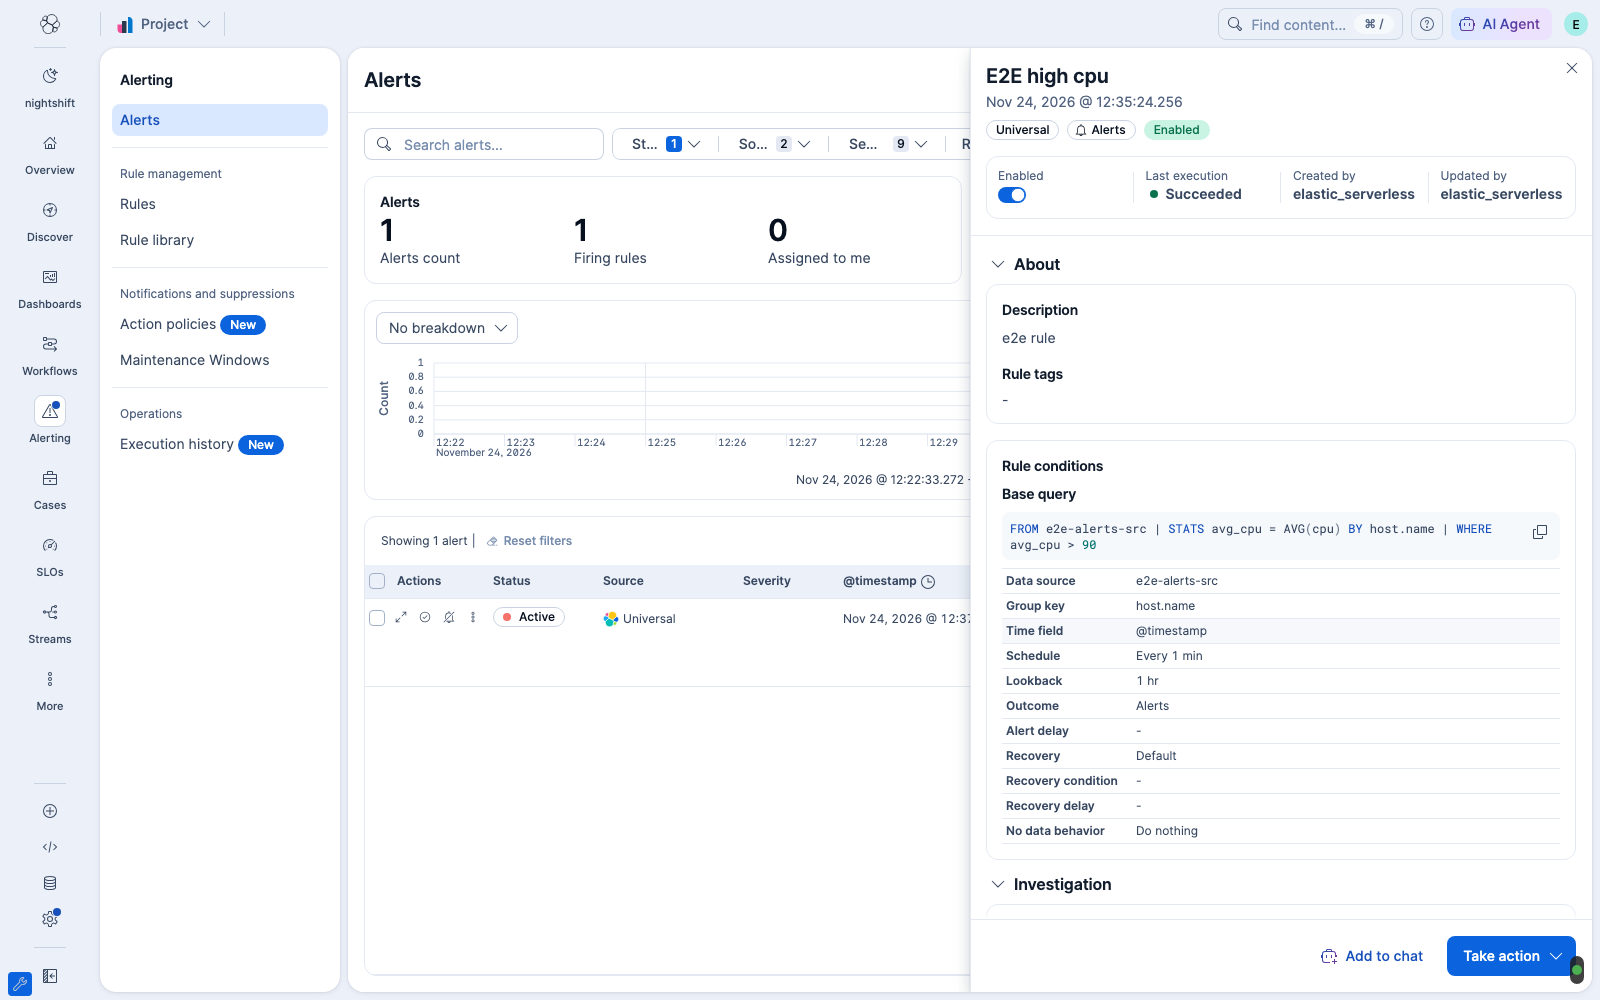 Project
Find content...
⌘ /
AI Agent
E
nightshift
Overview
Discover
Dashboards
Workflows
Alerting
Cases
SLOs
Streams
More
Alerting
Alerts
Rule management
Rules
Rule library
Notifications and suppressions
Action policies New
Maintenance Windows
Operations
Execution history New
Alerts
Search alerts...
St... 1
So... 2
Se... 9
R
Alerts
1
Alerts count
1
Firing rules
0
Assigned to me
No breakdown
Count
1
0.8
0.6
0.4
0.2
0
12:22 12:23 12:24 12:25 12:26 12:27 12:28 12:29
November 24, 2026
Nov 24, 2026 @ 12:22:33.272 -
Showing 1 alert | Reset filters
Actions Status Source Severity @timestamp
Active Universal Nov 24, 2026 @ 12:37
E2E high cpu
Nov 24, 2026 @ 12:35:24.256
Universal Alerts Enabled
Enabled
Last execution
Succeeded
Created by
elastic_serverless
Updated by
elastic_serverless
About
Description
e2e rule
Rule tags
-
Rule conditions
Base query
FROM e2e-alerts-src | STATS avg_cpu = AVG(cpu) BY host.name | WHERE
avg_cpu > 90
Data source e2e-alerts-src
Group key host.name
Time field @timestamp
Schedule Every 1 min
Lookback 1 hr
Outcome Alerts
Alert delay -
Recovery Default
Recovery condition -
Recovery delay -
No data behavior Do nothing
Investigation
Add to chat
Take action